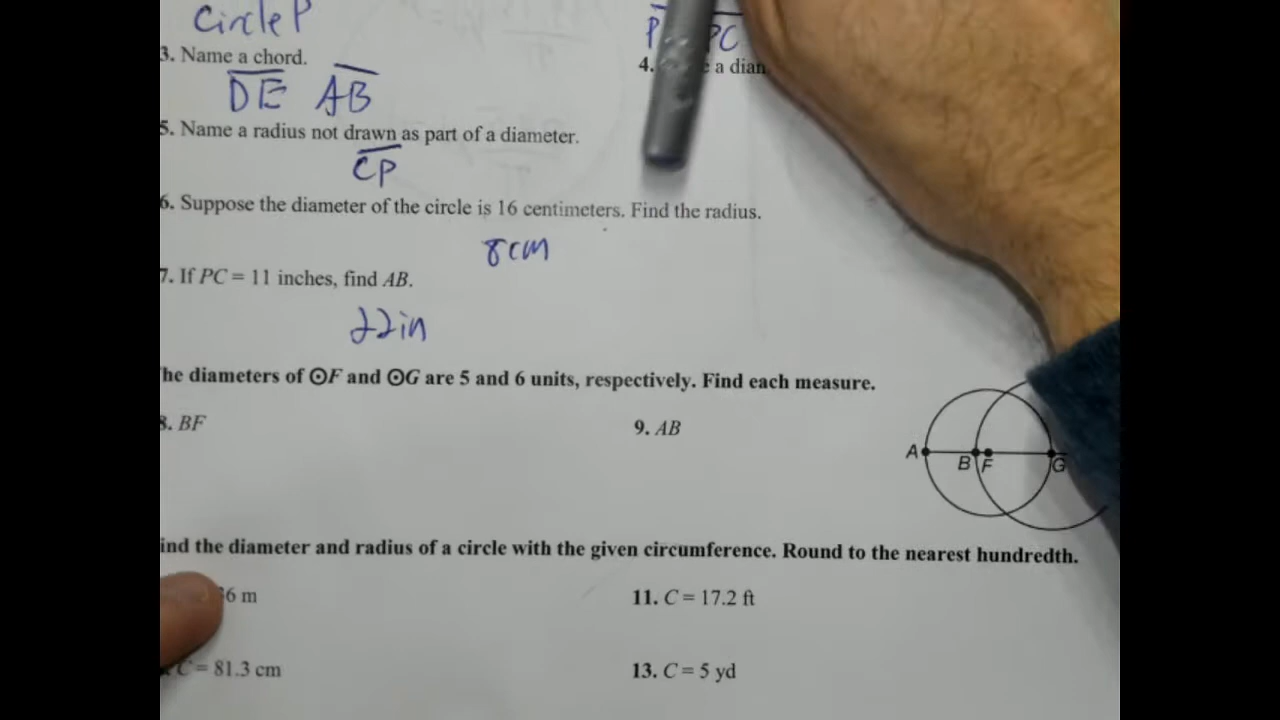 Circle P
P PC
3. Name a chord.
4. a dian
DE AB
5. Name a radius not drawn as part of a diameter.
CP
6. Suppose the diameter of the circle is 16 centimeters. Find the radius.
8cm
7. If PC = 11 inches, find AB.
22in
he diameters of ⊙F and ⊙G are 5 and 6 units, respectively. Find each measure.
8. BF
9. AB
A B F G
ind the diameter and radius of a circle with the given circumference. Round to the nearest hundredth.
6 m
11. C = 17.2 ft
C = 81.3 cm
13. C = 5 yd